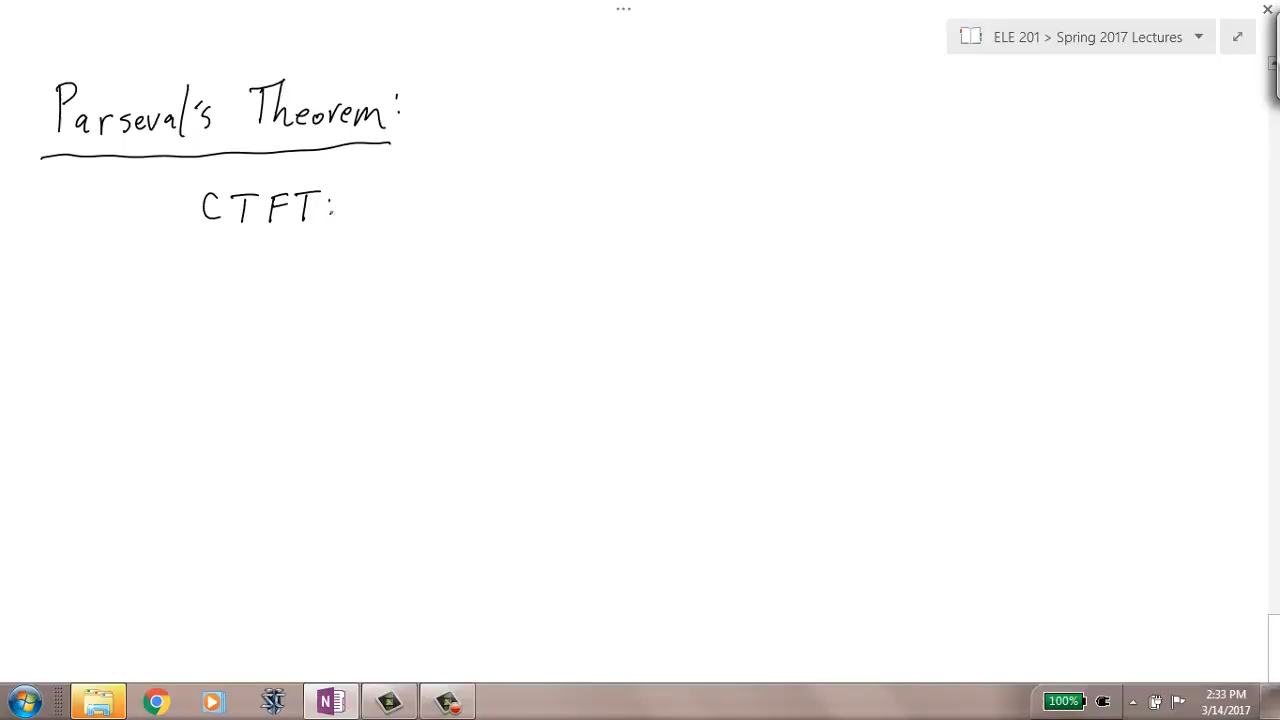 ELE 201 > Spring 2017 Lectures
Parseval's Theorem:
CTFT:
100%
2:33 PM
3/14/2017